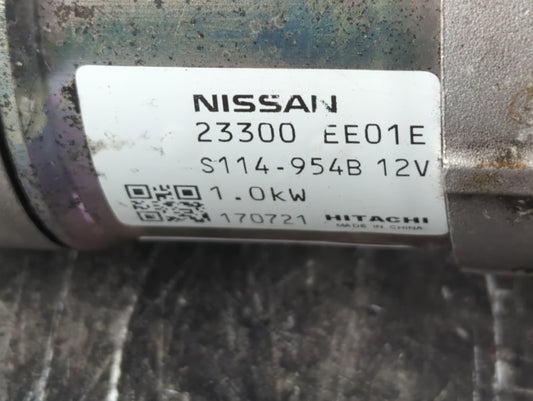 NISSAN
23300 EE01E
S114-954B 12V
1.0kW
170721 HITACHI
MADE IN CHINA